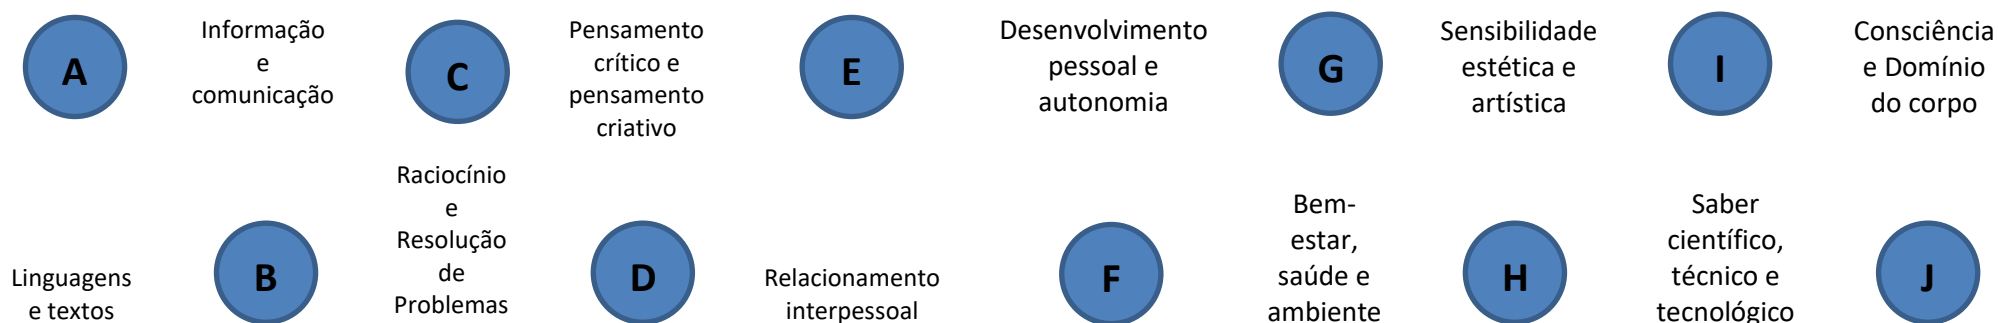 A
Linguagens
e textos
Informação
e
comunicação
B
C
Raciocínio
e
Resolução
de
Problemas
Pensamento
crítico e
pensamento
criativo
D
E
Relacionamento
interpessoal
Desenvolvimento
pessoal e
autonomia
F
G
Bem-
estar,
saúde e
ambiente
Sensibilidade
estética e
artística
H
I
Saber
científico,
técnico e
tecnológico
Consciência
e Domínio
do corpo
J